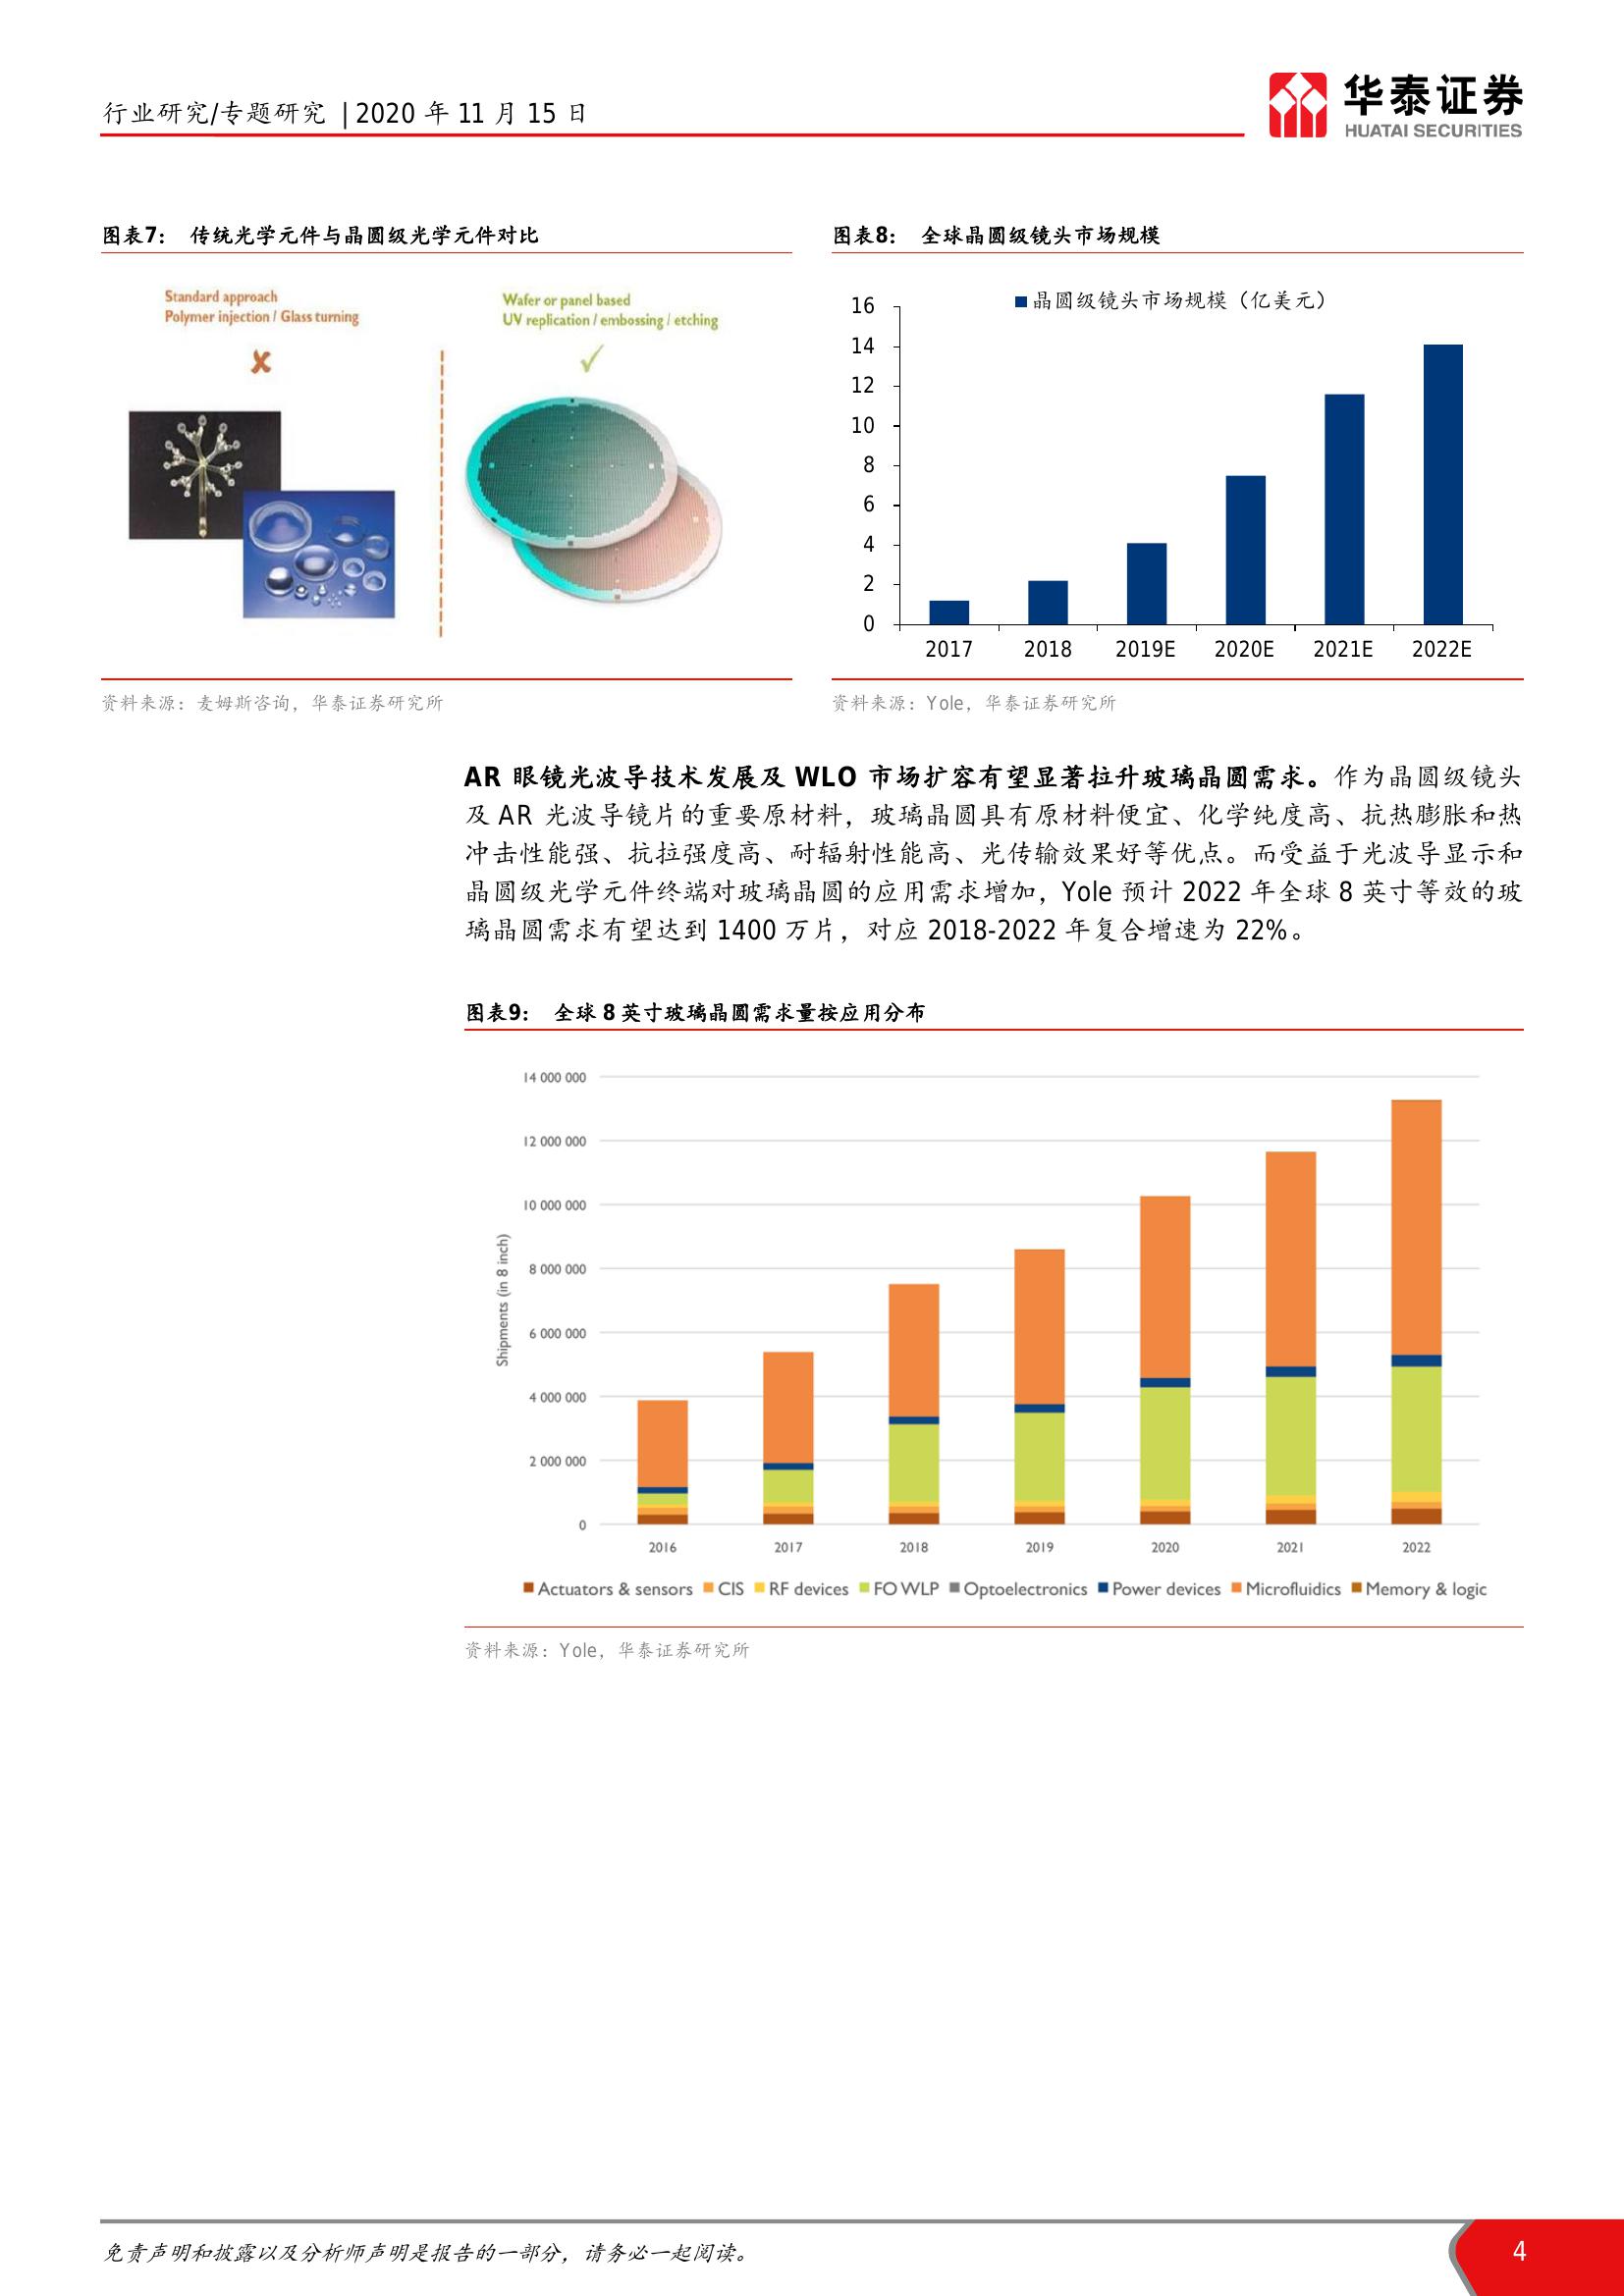 行业研究/专题研究 | 2020 年 11 月 15 日
华泰证券
HUATAI SECURITIES
图表7： 传统光学元件与晶圆级光学元件对比
Standard approach
Polymer injection / Glass turning
Wafer or panel based
UV replication / embossing / etching
资料来源：麦姆斯咨询，华泰证券研究所
图表8： 全球晶圆级镜头市场规模
晶圆级镜头市场规模（亿美元）
16
14
12
10
8
6
4
2
0
2017 2018 2019E 2020E 2021E 2022E
资料来源：Yole，华泰证券研究所
AR 眼镜光波导技术发展及 WLO 市场扩容有望显著拉升玻璃晶圆需求。作为晶圆级镜头
及 AR 光波导镜片的重要原材料，玻璃晶圆具有原材料便宜、化学纯度高、抗热膨胀和热
冲击性能强、抗拉强度高、耐辐射性能高、光传输效果好等优点。而受益于光波导显示和
晶圆级光学元件终端对玻璃晶圆的应用需求增加，Yole 预计 2022 年全球 8 英寸等效的玻
璃晶圆需求有望达到 1400 万片，对应 2018-2022 年复合增速为 22%。
图表9： 全球 8 英寸玻璃晶圆需求量按应用分布
Shipments (in 8 inch)
14 000 000
12 000 000
10 000 000
8 000 000
6 000 000
4 000 000
2 000 000
0
2016 2017 2018 2019 2020 2021 2022
Actuators & sensors CIS RF devices FO WLP Optoelectronics Power devices Microfluidics Memory & logic
资料来源：Yole，华泰证券研究所
免责声明和披露以及分析师声明是报告的一部分，请务必一起阅读。
4